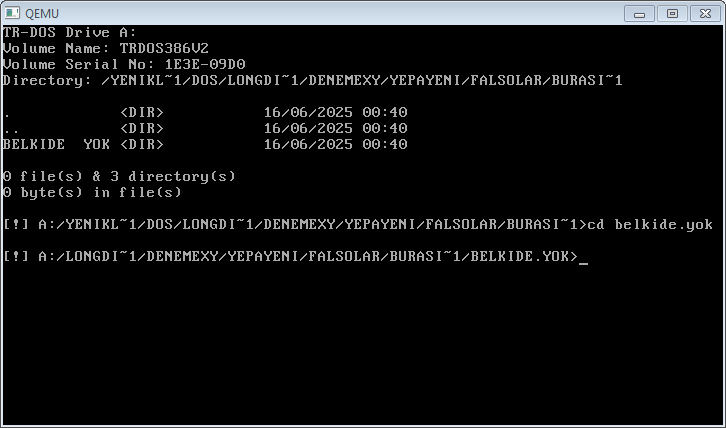 QEMU
TR-DOS Drive A:
Volume Name: TRDOS386V2
Volume Serial No: 1E3E-09D0
Directory: /YENIKL~1/DOS/LONGDI~1/DENEMEXY/YEPAYENI/FALSOLAR/BURASI~1
. <DIR> 16/06/2025 00:40
.. <DIR> 16/06/2025 00:40
BELKIDE YOK <DIR> 16/06/2025 00:40
0 file(s) & 3 directory(s)
0 byte(s) in file(s)
[!] A:/YENIKL~1/DOS/LONGDI~1/DENEMEXY/YEPAYENI/FALSOLAR/BURASI~1>cd belkide.yok
[!] A:/LONGDI~1/DENEMEXY/YEPAYENI/FALSOLAR/BURASI~1/BELKIDE.YOK>_